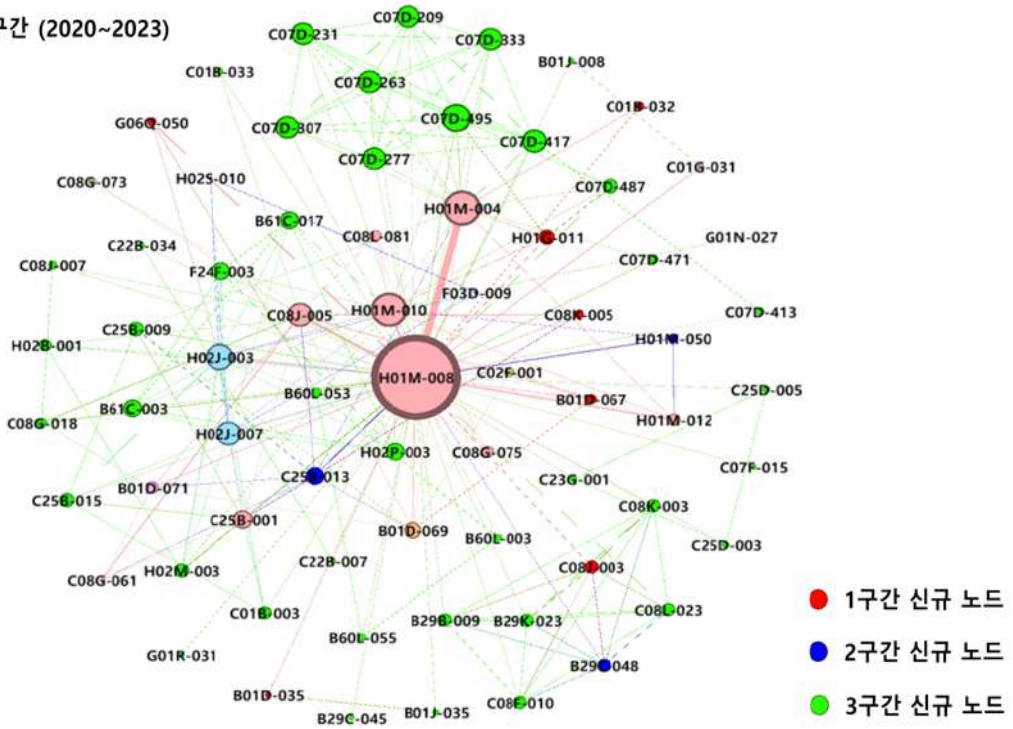 구간 (2020~2023)
C07D-209
C07D-231
C07D-333
B01J-008
C01B-033
C07D-263
C01B-032
G06Q-050
C07D-495
C07D-307
C07D-417
C07D-277
C01G-031
H02S-010
C08G-073
C07D-487
H01M-004
B61C-017
C08L-081
H01G-011
G01N-027
C22B-034
C07D-471
C08J-007
F24F-003
F03D-009
H01M-010
C08J-005
C08K-005
C07D-413
C25B-009
H01M-050
H02B-001
H02J-003
H01M-008
C02F-001
B60L-053
C25D-005
B01D-067
B61C-003
H01M-012
C08G-018
H02J-007
H02P-003
C08G-075
C07F-015
C25B-013
C23G-001
B01D-071
C25B-015
C08K-003
C25B-001
B01D-069
B60L-003
C25D-003
C22B-007
C08J-003
H02M-003
C08G-061
C01B-003
C08L-023
B29B-009
B29K-023
B60L-055
G01R-031
B29C-048
B01D-035
C08F-010
B01J-035
B29C-045
1구간 신규 노드
2구간 신규 노드
3구간 신규 노드